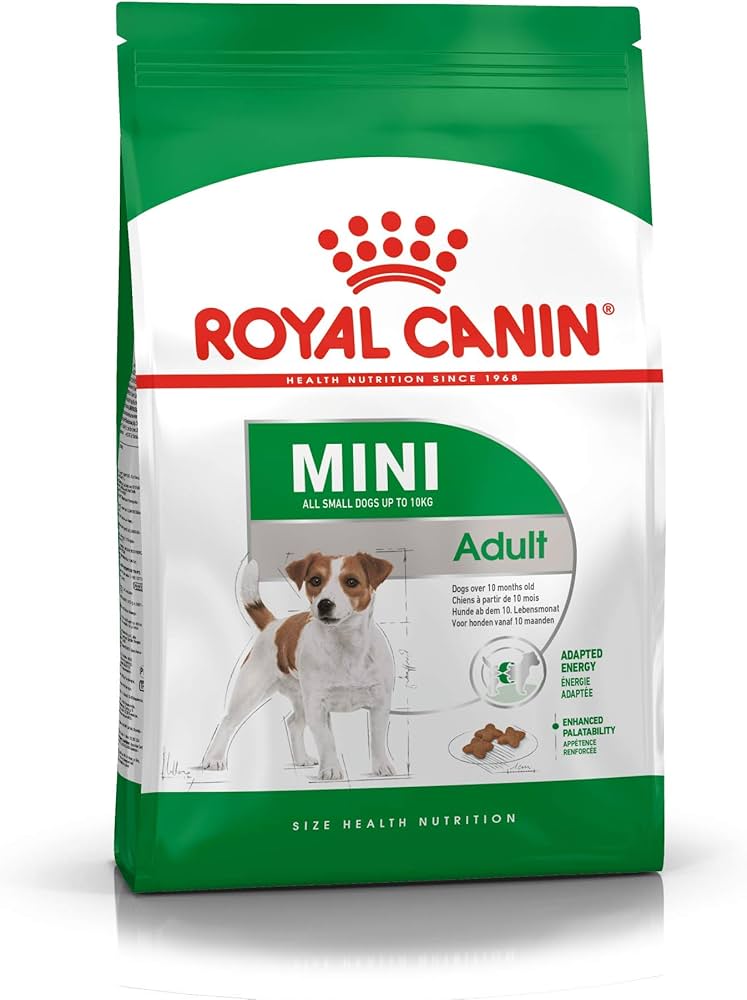 ROYAL CANIN®
HEALTH NUTRITION SINCE 1968
MINI
ALL SMALL DOGS UP TO 10KG
Adult
Dogs over 10 months old
Chiens à partir de 10 mois
Hunde ab dem 10. Lebensmonat
Voor honden vanaf 10 maanden
ADAPTED
ENERGY
ÉNERGIE
ADAPTÉE
ENHANCED
PALATABILITY
APPÉTENCE
RENFORCÉE
1cm
SIZE HEALTH NUTRITION